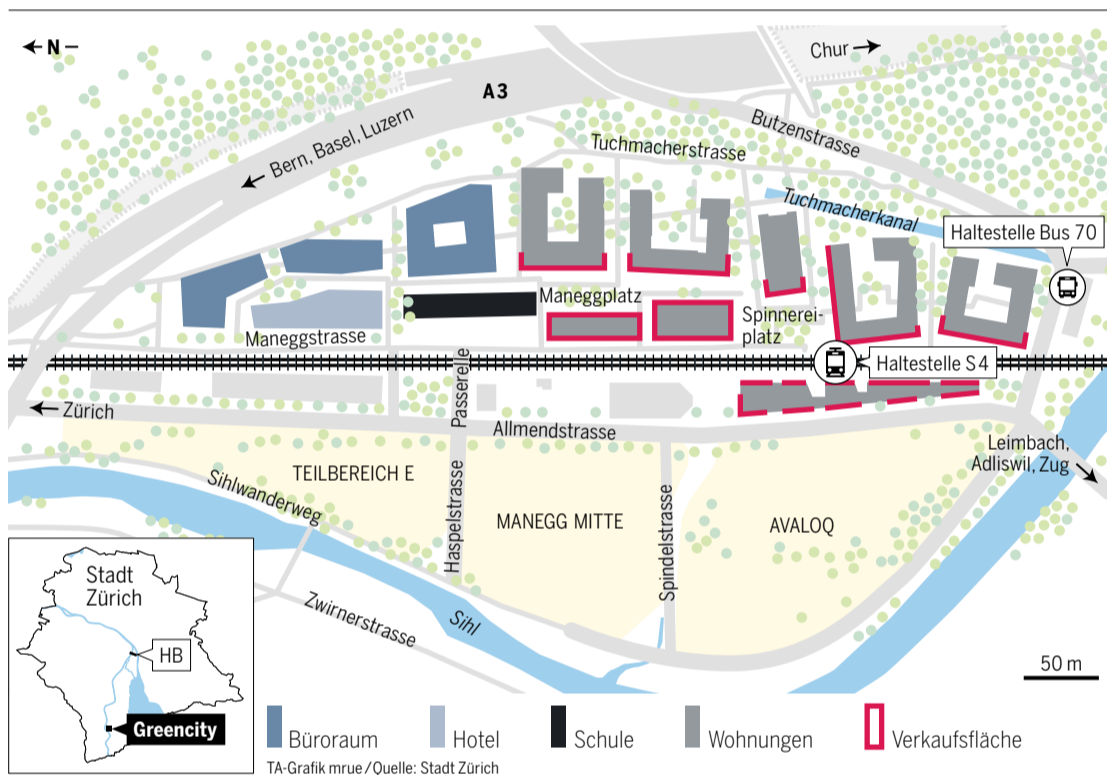 N
Chur
A3
Bern, Basel, Luzern
Butzenstrasse
Tuchmacherstrasse
Tuchmacherkanal
Haltestelle Bus 70
Maneggplatz
Spinnerei-
platz
Maneggstrasse
Haltestelle S4
Passerelle
Zürich
Allmendstrasse
Leimbach,
Adliswil, Zug
TEILBEREICH E
Sihlwanderweg
Haspelstrasse
MANEGG MITTE
Spindelstrasse
AVALOQ
Zwirnerstrasse
Sihl
Stadt
Zürich
HB
Greencity
50 m
Büroraum
Hotel
Schule
Wohnungen
Verkaufsfläche
TA-Grafik mrue/Quelle: Stadt Zürich